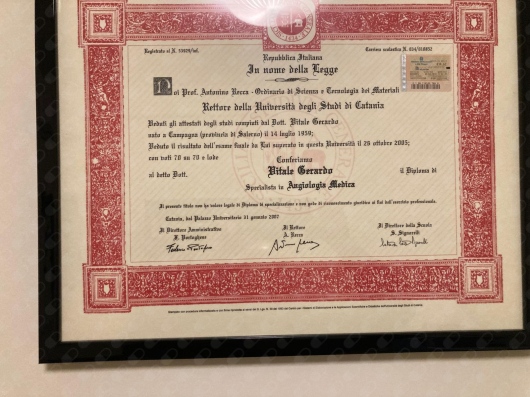 Registrato al N.
Repubblica Italiana
In nome della Legge
Noi Prof. Antonino Recca - Ordinario di Scienza e Tecnologia dei Materiali
Rettore della Università degli Studi di Catania
Veduti gli attestati degli studi compiuti dal Dott. Vitale Gerardo
nato a Campagna (provincia di Salerno) il 14 luglio 1959;
Veduto il risultato dell'esame finale da Lui superato in questa Università il 26 ottobre 2005;
con voti 70 su 70 e lode
Conferiamo
al detto Dott. Vitale Gerardo il Diploma di
Specialista in Angiologia Medica
Il presente titolo non ha valore legale di Diploma di specializzazione e non gode di riconoscimento giuridico ai fini dell'esercizio professionale.
Catania, dal Palazzo Universitario 31 gennaio 2007
Il Direttore Amministrativo
F. Portoghese
Il Rettore
A. Recca
Il Direttore della Scuola
S. Signorelli